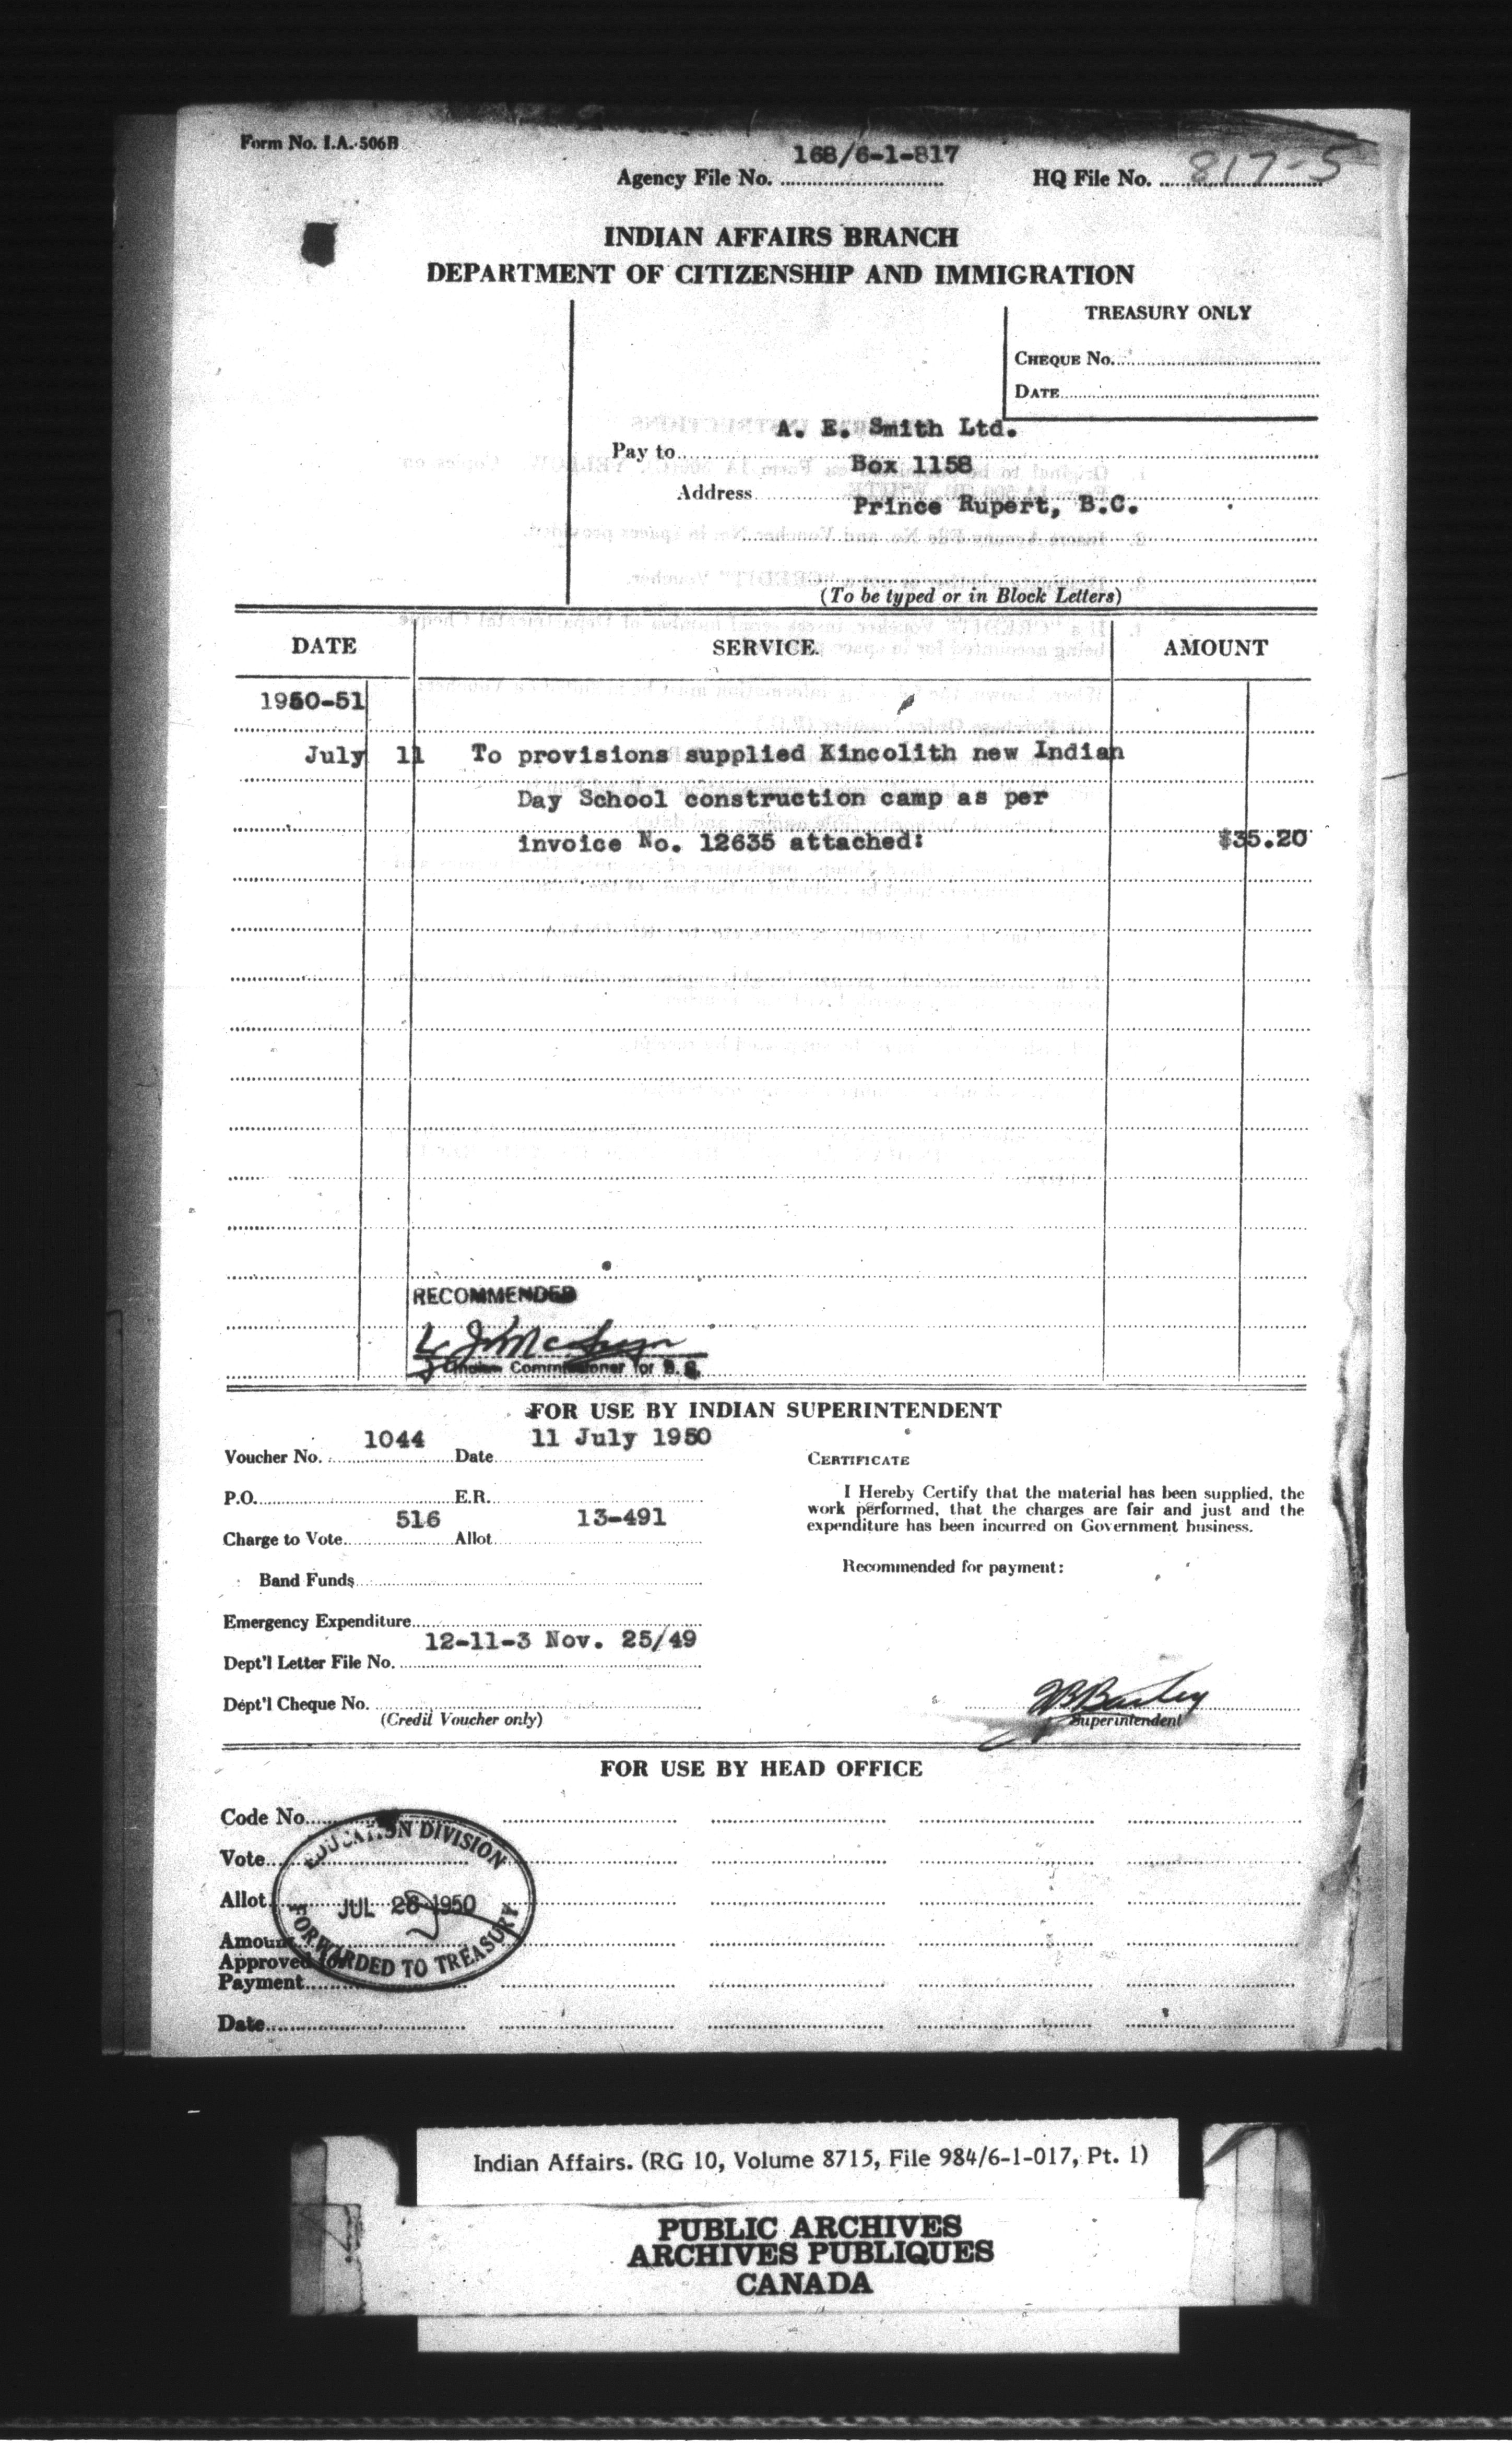 Form No. I.A. 506B
168/6-1-817
Agency File No. HQ File No. 817-5
INDIAN AFFAIRS BRANCH
DEPARTMENT OF CITIZENSHIP AND IMMIGRATION
TREASURY ONLY
CHEQUE No.
DATE
A. E. Smith Ltd.
Pay to
Box 1158
Address
Prince Rupert, B.C.
(To be typed or in Block Letters)
DATE SERVICE. AMOUNT
1950-51
July 11 To provisions supplied Kincolith new Indian
Day School construction camp as per
invoice No. 12635 attached: $35.20
RECOMMENDED
Indian Commissioner for B.C.
FOR USE BY INDIAN SUPERINTENDENT
1044 11 July 1950
Voucher No. Date
CERTIFICATE
I Hereby Certify that the material has been supplied, the
work performed, that the charges are fair and just and the
expenditure has been incurred on Government business.
P.O. E.R.
516 13-491
Charge to Vote Allot.
Recommended for payment:
Band Funds
Emergency Expenditure
12-11-3 Nov. 25/49
Dep't'l Letter File No.
Dep't'l Cheque No.
(Credit Voucher only)
Superintendent
FOR USE BY HEAD OFFICE
Code No.
Vote
Allot.
Amount
Approved for
Payment
Date
EDUCATION DIVISION
JUL 26 1950
FORWARDED TO TREASURY
Indian Affairs. (RG 10, Volume 8715, File 984/6-1-017, Pt. 1)
PUBLIC ARCHIVES
ARCHIVES PUBLIQUES
CANADA